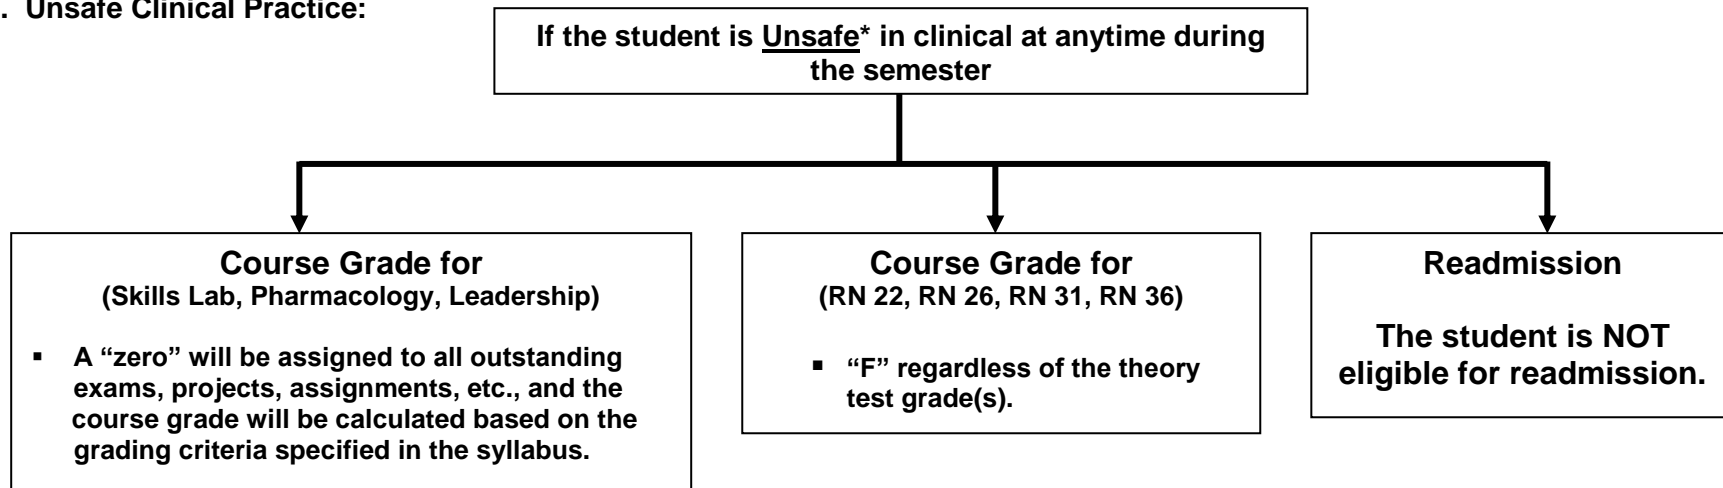 . Unsafe Clinical Practice:
If the student is Unsafe* in clinical at anytime during
the semester
Course Grade for
(Skills Lab, Pharmacology, Leadership)
▪ A “zero” will be assigned to all outstanding
exams, projects, assignments, etc., and the
course grade will be calculated based on the
grading criteria specified in the syllabus.
Course Grade for
(RN 22, RN 26, RN 31, RN 36)
▪ “F” regardless of the theory
test grade(s).
Readmission
The student is NOT
eligible for readmission.